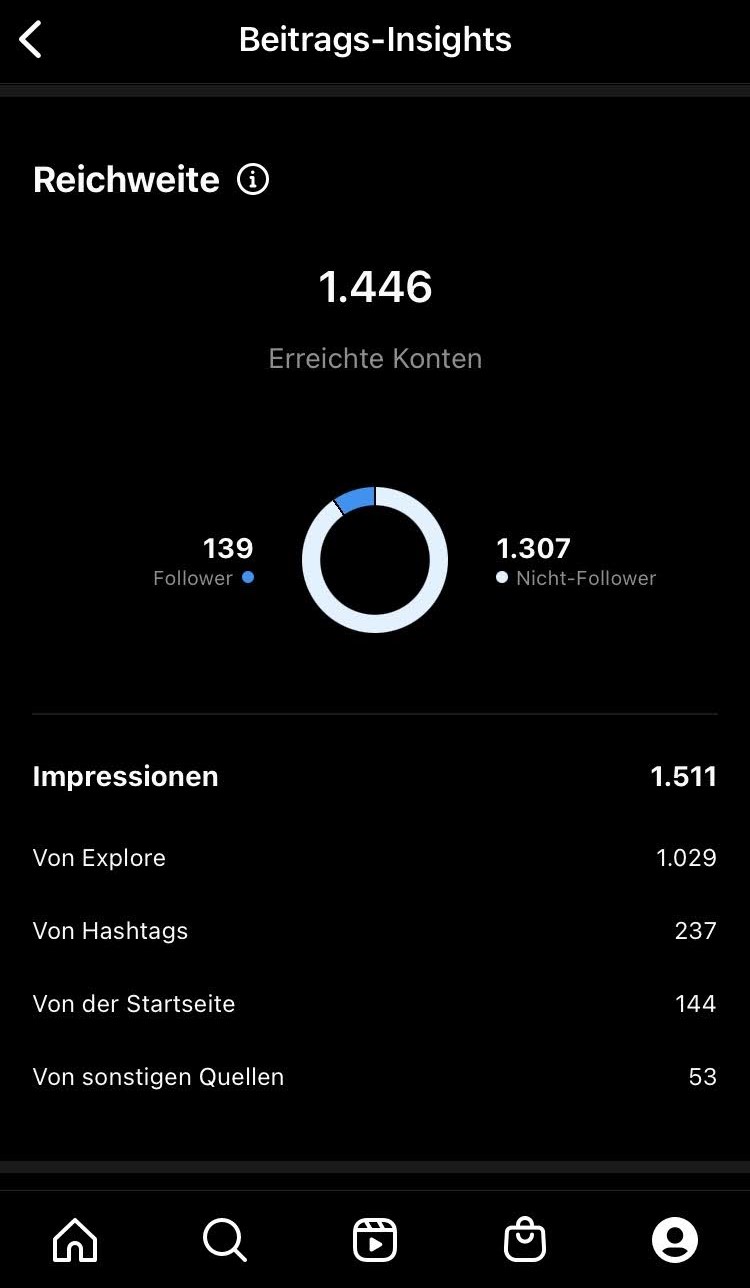 Beitrags-Insights
Reichweite
1.446
Erreichte Konten
139
Follower
1.307
Nicht-Follower
Impressionen 1.511
Von Explore 1.029
Von Hashtags 237
Von der Startseite 144
Von sonstigen Quellen 53